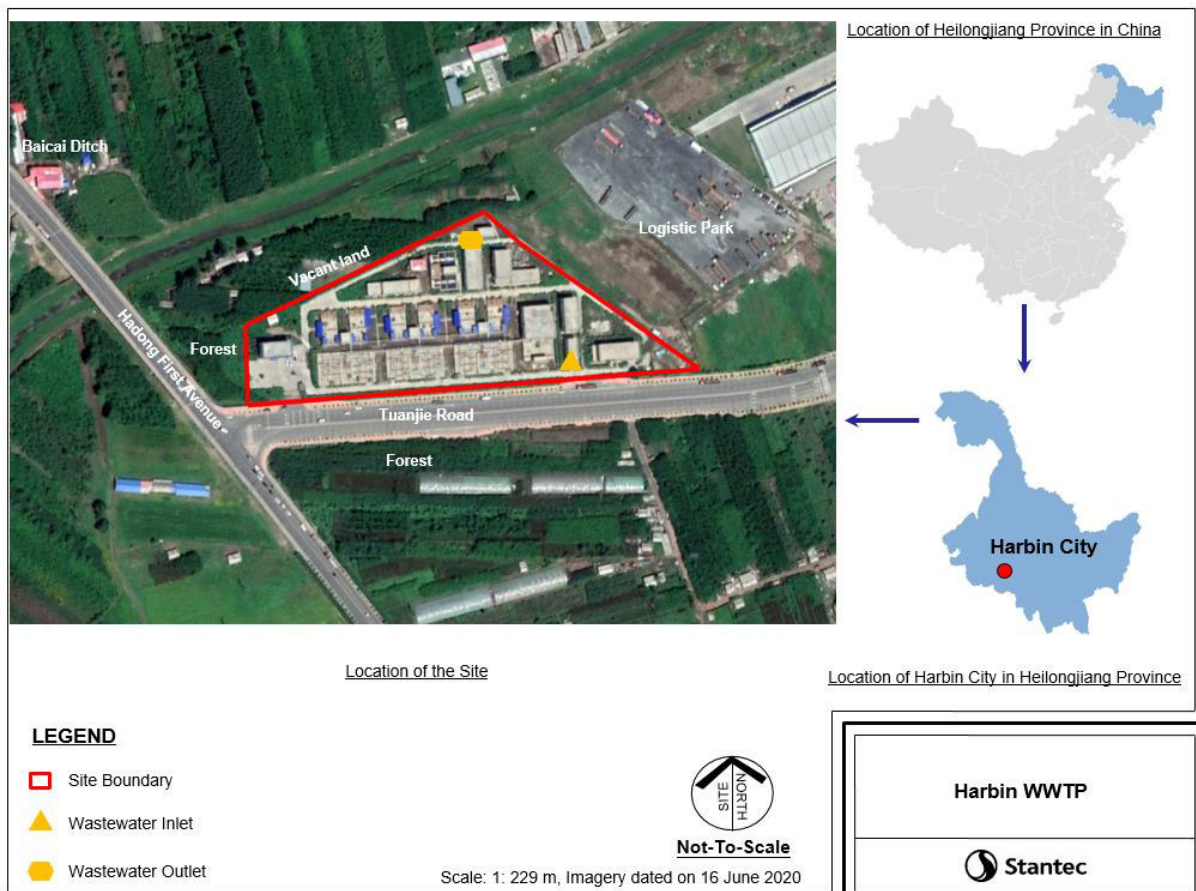 Location of Heilongjiang Province in China
Baicai Ditch
Logistic Park
Vacant land
Hadong First Avenue
Forest
Tuanjie Road
Forest
Harbin City
Location of the Site
Location of Harbin City in Heilongjiang Province
LEGEND
Site Boundary
Wastewater Inlet
Wastewater Outlet
SITE
NORTH
Not-To-Scale
Scale: 1: 229 m, Imagery dated on 16 June 2020
Harbin WWTP
Stantec